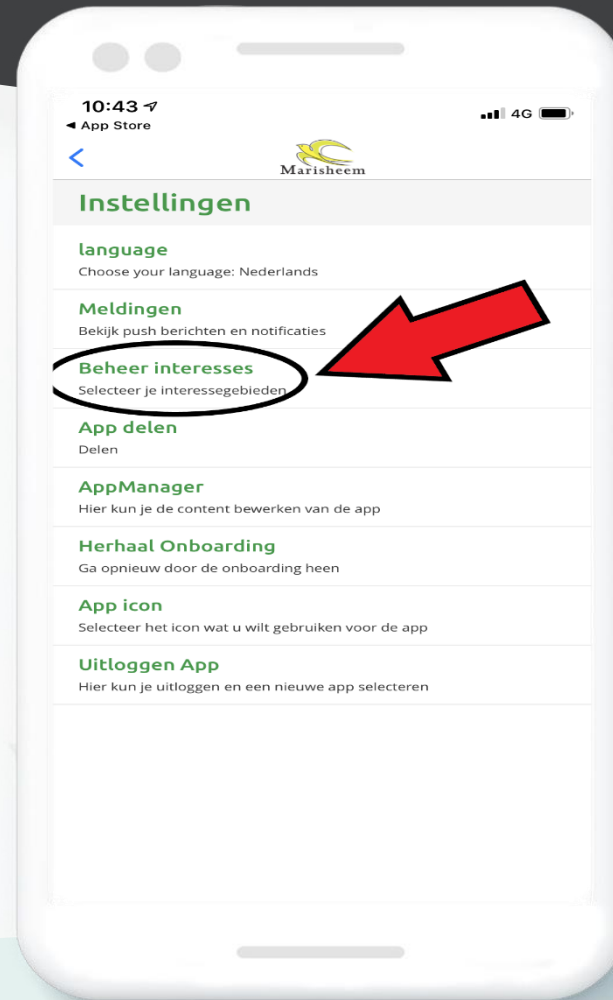 10:43
4G
App Store
Marisheem
Instellingen
language
Choose your language: Nederlands
Meldingen
Bekijk push berichten en notificaties
Beheer interesses
Selecteer je interessegebieden
App delen
Delen
AppManager
Hier kun je de content bewerken van de app
Herhaal Onboarding
Ga opnieuw door de onboarding heen
App icon
Selecteer het icon wat u wilt gebruiken voor de app
Uitloggen App
Hier kun je uitloggen en een nieuwe app selecteren